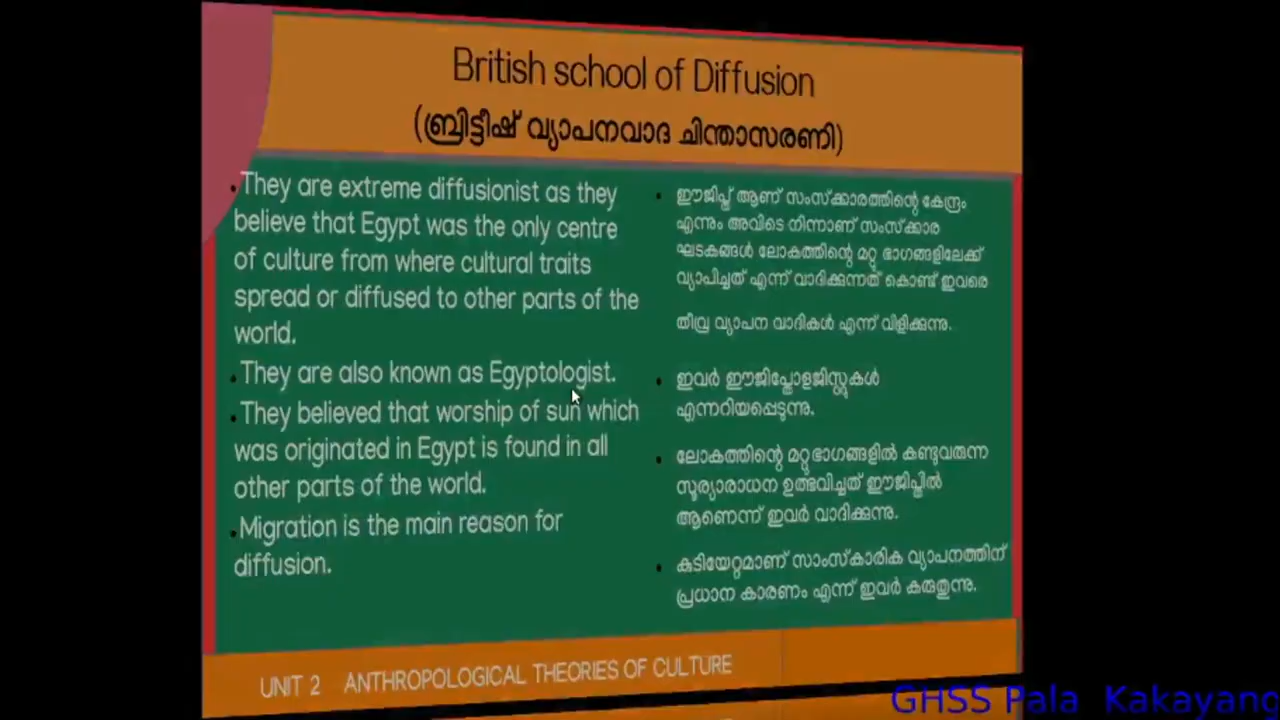 British school of Diffusion
(ബ്രിട്ടീഷ് വ്യാപനവാദ ചിന്താസരണി)
They are extreme diffusionist as they
believe that Egypt was the only centre
of culture from where cultural traits
spread or diffused to other parts of the
world.
They are also known as Egyptologist.
They believed that worship of sun which
was originated in Egypt is found in all
other parts of the world.
Migration is the main reason for
diffusion.
ഈജിപ്ത് ആണ് സംസ്ക്കാരത്തിന്റെ കേന്ദ്രം
എന്നും അവിടെ നിന്നാണ് സംസ്ക്കാര
ഘടകങ്ങൾ ലോകത്തിന്റെ മറ്റു ഭാഗങ്ങളിലേക്ക്
വ്യാപിച്ചത് എന്ന് വാദിക്കുന്നത് കൊണ്ട് ഇവരെ
തീവ്ര വ്യാപന വാദികൾ എന്ന് വിളിക്കുന്നു.
ഇവർ ഈജിപ്തോളജിസ്റ്റുകൾ
എന്നറിയപ്പെടുന്നു.
ലോകത്തിന്റെ മറ്റുഭാഗങ്ങളിൽ കണ്ടുവരുന്ന
സൂര്യാരാധന ഉത്ഭവിച്ചത് ഈജിപ്തിൽ
ആണെന്ന് ഇവർ വാദിക്കുന്നു.
കുടിയേറ്റമാണ് സാംസ്കാരിക വ്യാപനത്തിന്
പ്രധാന കാരണം എന്ന് ഇവർ കരുതുന്നു.
UNIT 2 ANTHROPOLOGICAL THEORIES OF CULTURE
GHSS Pala Kakayang